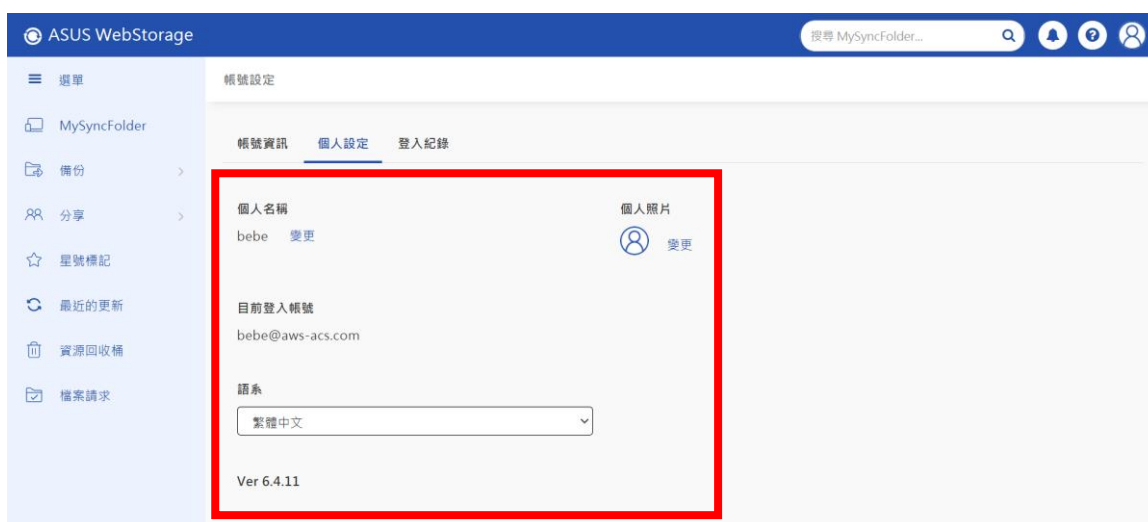 ASUS WebStorage
搜尋 MySyncFolder...
選單
帳號設定
MySyncFolder
備份
分享
星號標記
最近的更新
資源回收桶
檔案請求
帳號資訊 個人設定 登入紀錄
個人名稱
bebe 變更
個人照片
變更
目前登入帳號
bebe@aws-acs.com
語系
繁體中文
Ver 6.4.11